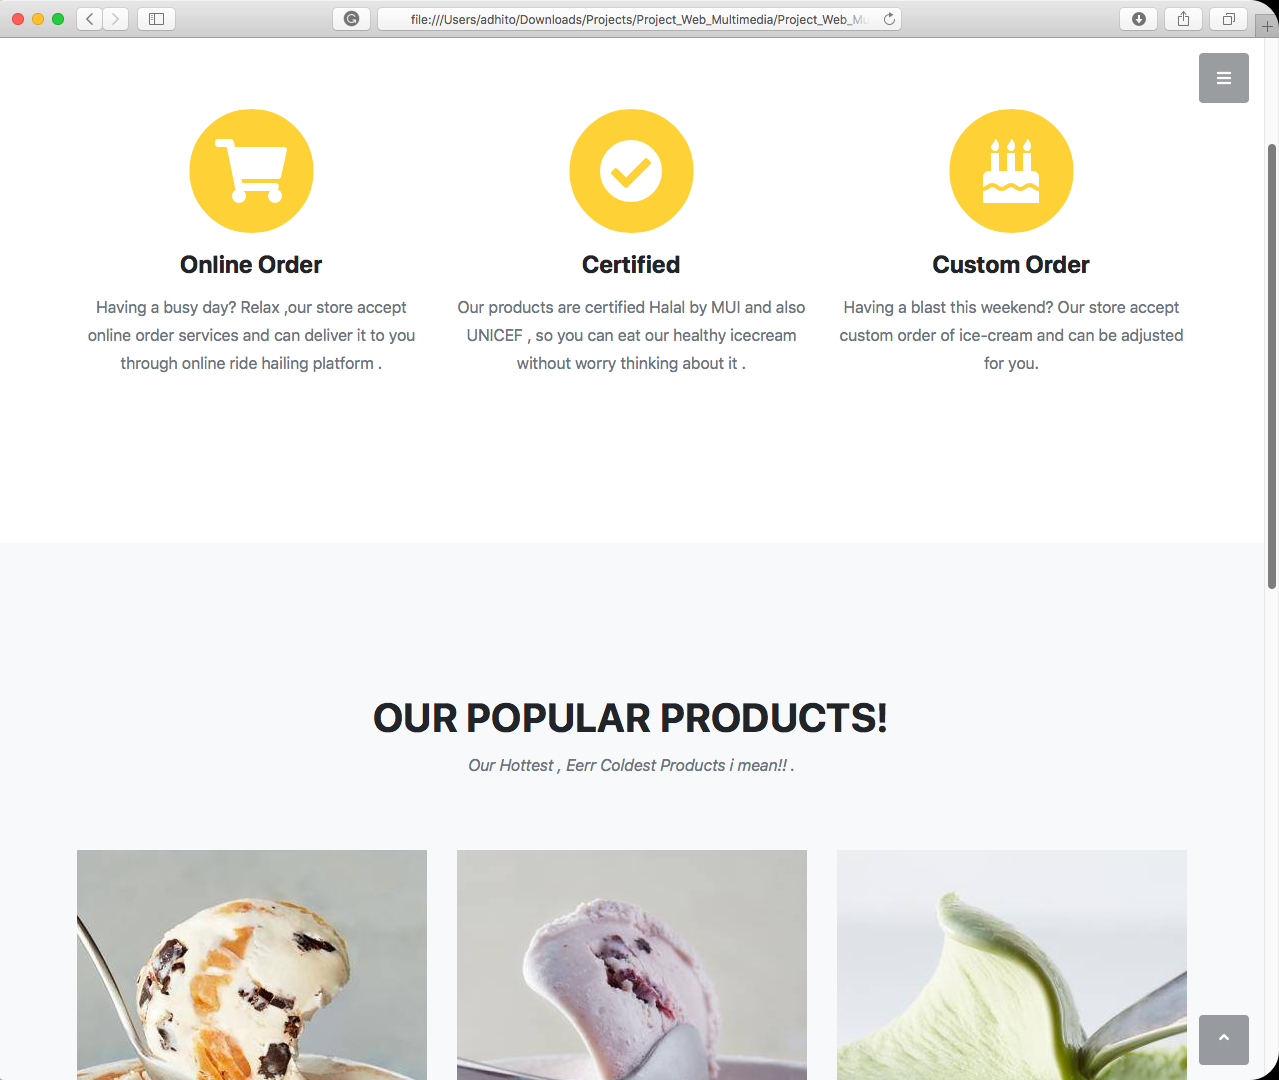 file:///Users/adhito/Downloads/Projects/Project_Web_Multimedia/Project_Web_Mu
Online Order
Having a busy day? Relax ,our store accept
online order services and can deliver it to you
through online ride hailing platform .
Certified
Our products are certified Halal by MUI and also
UNICEF , so you can eat our healthy icecream
without worry thinking about it .
Custom Order
Having a blast this weekend? Our store accept
custom order of ice-cream and can be adjusted
for you.
OUR POPULAR PRODUCTS!
Our Hottest , Eerr Coldest Products i mean!! .